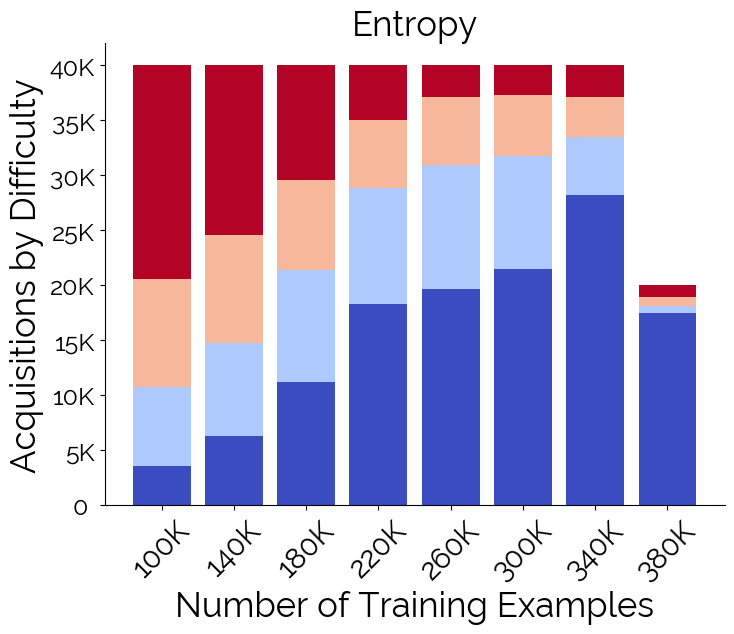 Entropy
Acquisitions by Difficulty
40K
35K
30K
25K
20K
15K
10K
5K
0
100K
140K
180K
220K
260K
300K
340K
380K
Number of Training Examples